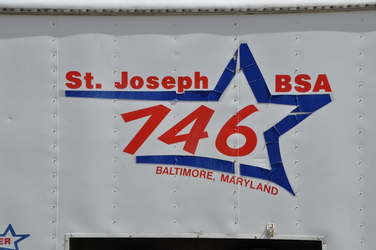 St. Joseph BSA
746
BALTIMORE, MARYLAND